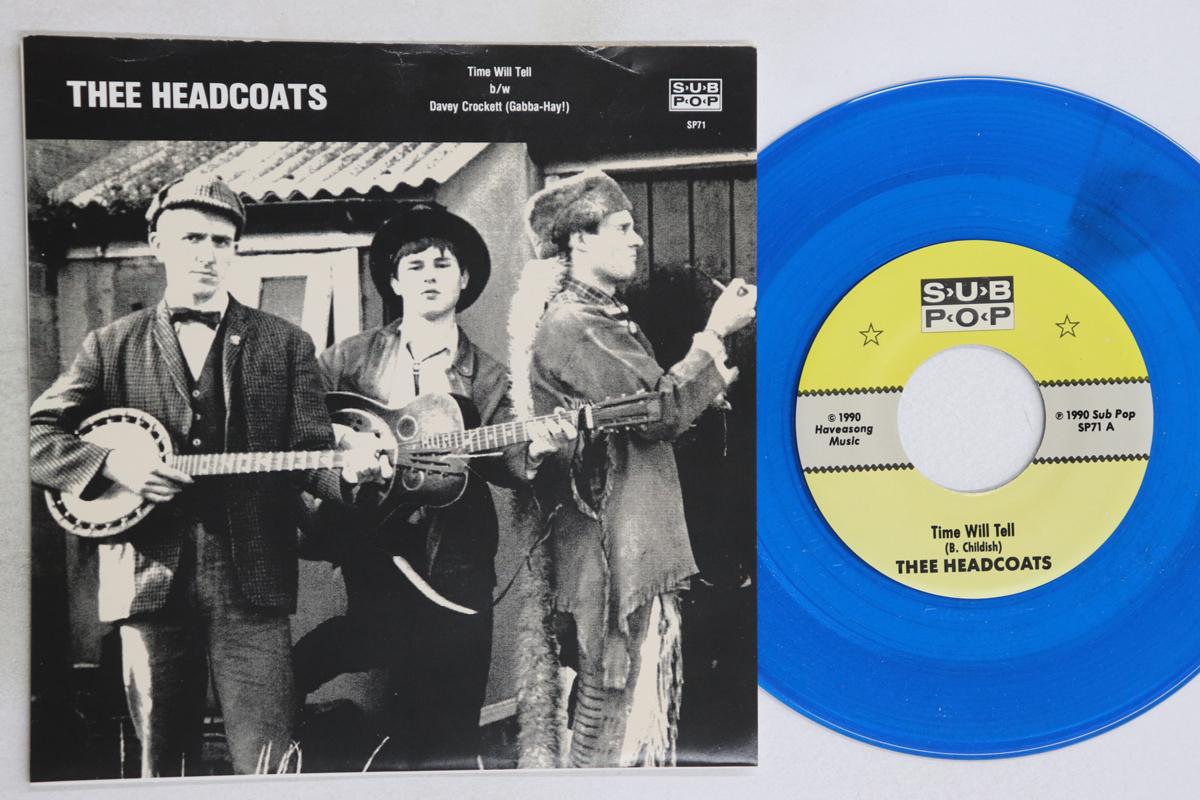 THEE HEADCOATS
Time Will Tell
b/w
Davey Crockett (Gabba-Hay!)
S›U›B
P‹O‹P
SP71
S›U›B
P‹O‹P
© 1990
Haveasong
Music
℗ 1990 Sub Pop
SP71 A
Time Will Tell
(B. Childish)
THEE HEADCOATS